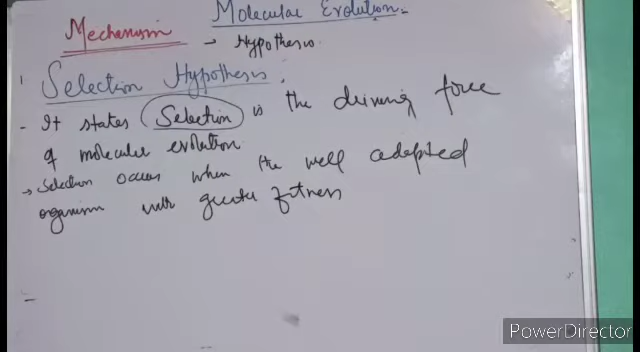 Molecular Evolution.
Mechanism
→ Hypothesis.
1 Selection Hypothesis.
- It states Selection is the driving force
of molecular evolution
→ Selection occurs when the well adapted
organism with greater fitness
PowerDirector